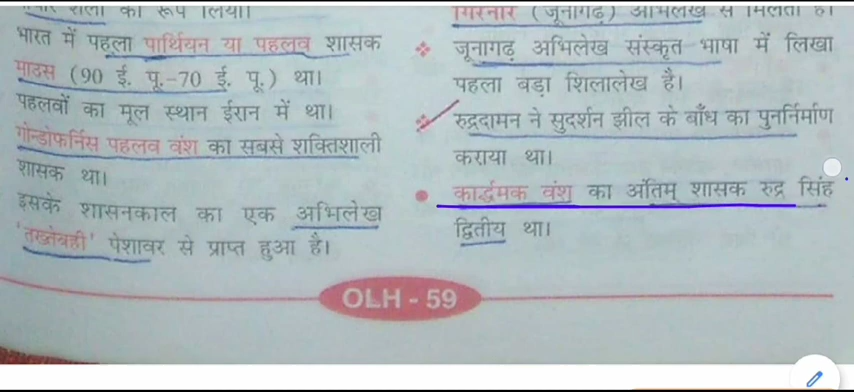 का रूप लिया।
भारत में पहला पार्थियन या पहलव शासक
माउस (90 ई. पू.-70 ई. पू.) था।
पहलवों का मूल स्थान ईरान में था।
गोन्डोफर्निस पहलव वंश का सबसे शक्तिशाली
शासक था।
इसके शासनकाल का एक अभिलेख
'तख्तेबही' पेशावर से प्राप्त हुआ है।
गिरनार (जूनागढ़) अभिलेख से मिलता है।
जूनागढ़ अभिलेख संस्कृत भाषा में लिखा
पहला बड़ा शिलालेख है।
रुद्रदामन ने सुदर्शन झील के बाँध का पुनर्निर्माण
कराया था।
कार्द्धमक वंश का अंतिम शासक रुद्र सिंह
द्वितीय था।
OLH - 59